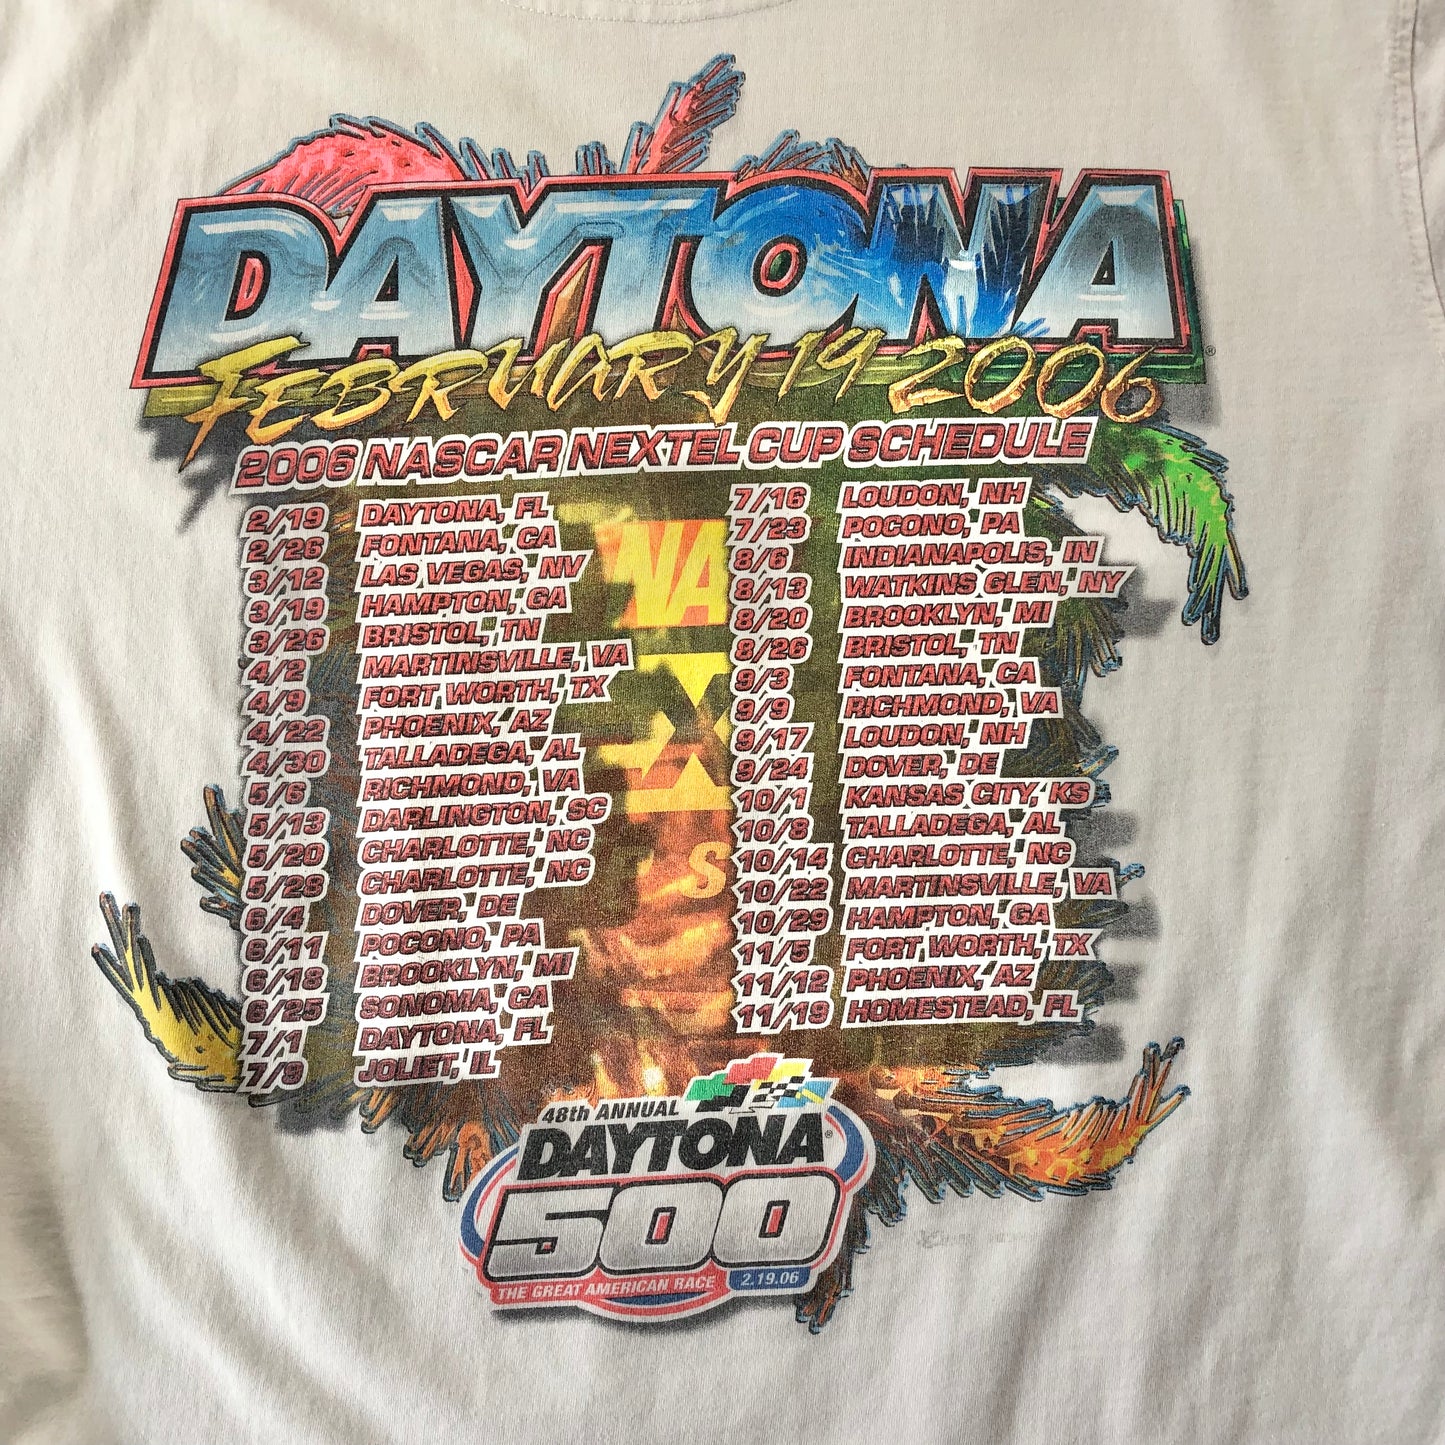 DAYTONA
FEBRUARY 19 2006
2006 NASCAR NEXTEL CUP SCHEDULE
2/19 DAYTONA, FL
2/26 FONTANA, CA
3/12 LAS VEGAS, NV
3/19 HAMPTON, GA
3/26 BRISTOL, TN
4/2 MARTINSVILLE, VA
4/9 FORT WORTH, TX
4/22 PHOENIX, AZ
4/30 TALLADEGA, AL
5/6 RICHMOND, VA
5/13 DARLINGTON, SC
5/20 CHARLOTTE, NC
5/28 CHARLOTTE, NC
6/4 DOVER, DE
6/11 POCONO, PA
6/18 BROOKLYN, MI
6/25 SONOMA, CA
7/1 DAYTONA, FL
7/9 JOLIET, IL
NA
X
S
7/16 LOUDON, NH
7/23 POCONO, PA
8/6 INDIANAPOLIS, IN
8/13 WATKINS GLEN, NY
8/20 BROOKLYN, MI
8/26 BRISTOL, TN
9/3 FONTANA, CA
9/9 RICHMOND, VA
9/17 LOUDON, NH
9/24 DOVER, DE
10/1 KANSAS CITY, KS
10/8 TALLADEGA, AL
10/14 CHARLOTTE, NC
10/22 MARTINSVILLE, VA
10/29 HAMPTON, GA
11/5 FORT WORTH, TX
11/12 PHOENIX, AZ
11/19 HOMESTEAD, FL
48th ANNUAL
DAYTONA®
500
THE GREAT AMERICAN RACE 2.19.06